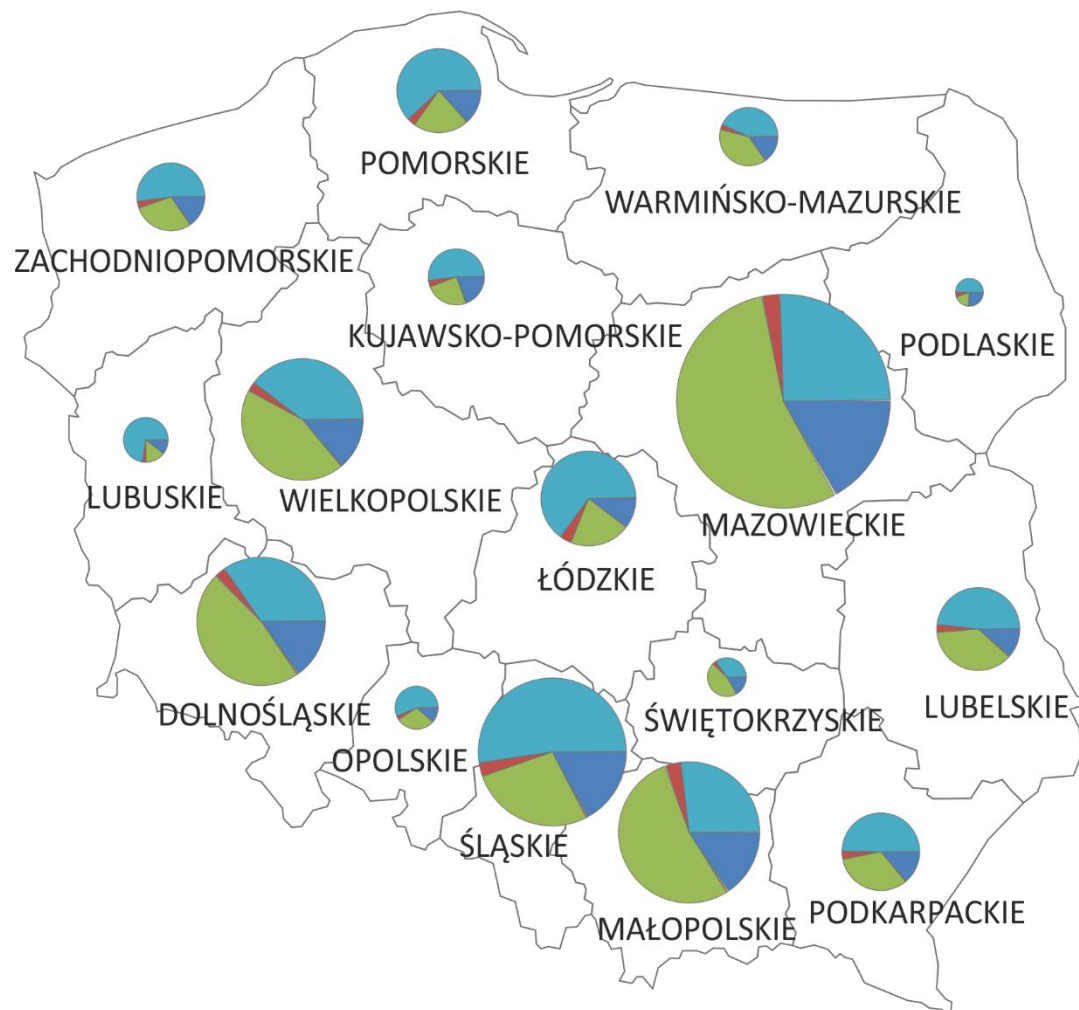 POMORSKIE
WARMIŃSKO-MAZURSKIE
ZACHODNIOPOMORSKIE
KUJAWSKO-POMORSKIE
PODLASKIE
LUBUSKIE
WIELKOPOLSKIE
MAZOWIECKIE
ŁÓDZKIE
DOLNOŚLĄSKIE
ŚWIĘTOKRZYSKIE
LUBELSKIE
OPOLSKIE
ŚLĄSKIE
MAŁOPOLSKIE
PODKARPACKIE